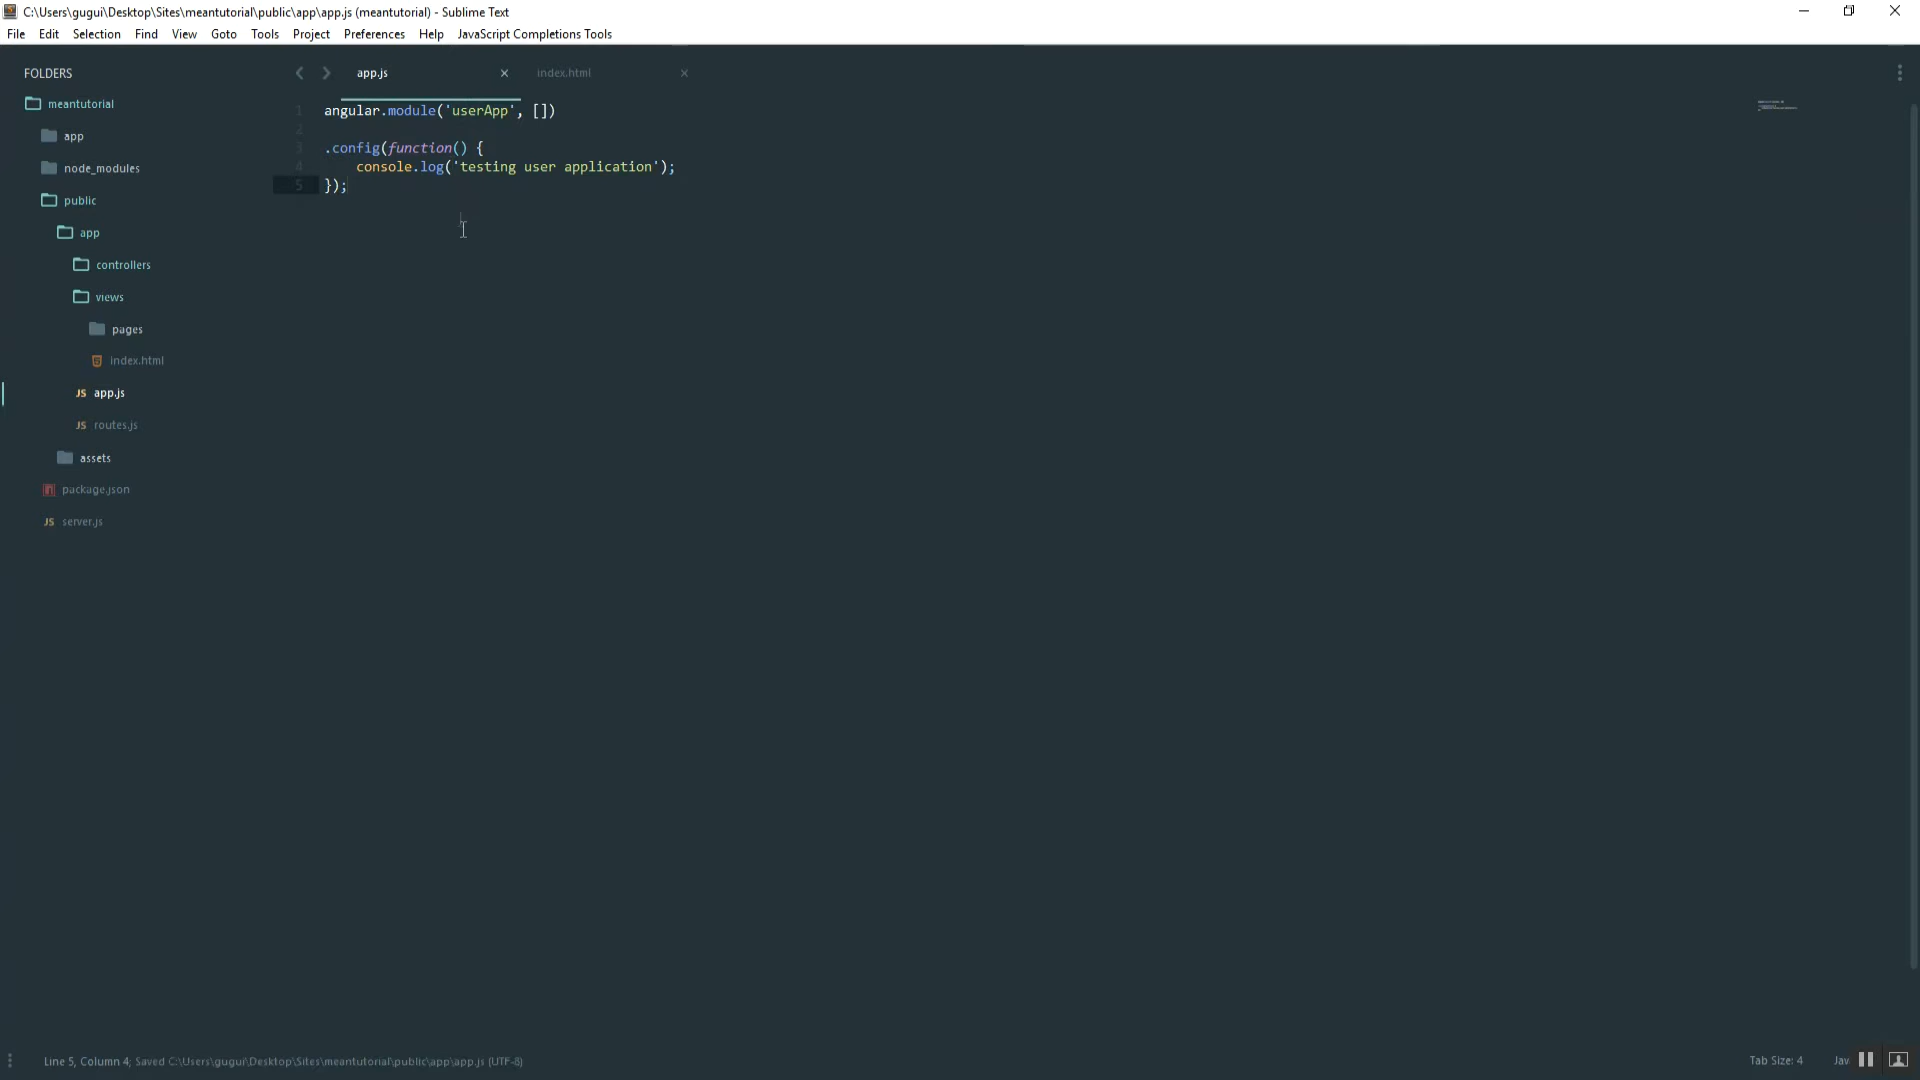 C:\Users\gugui\Desktop\Sites\meantutorial\public\app\app.js (meantutorial) - Sublime Text
File Edit Selection Find View Goto Tools Project Preferences Help JavaScript Completions Tools
FOLDERS
meantutorial
app
node_modules
public
app
controllers
views
pages
index.html
app.js
routes.js
assets
package.json
server.js
app.js index.html
1 angular.module('userApp', [])
2
3 .config(function() {
4 console.log('testing user application');
5 });
Line 5, Column 4; Saved C:\Users\gugui\Desktop\Sites\meantutorial\public\app\app.js (UTF-8)
Tab Size: 4 Jav